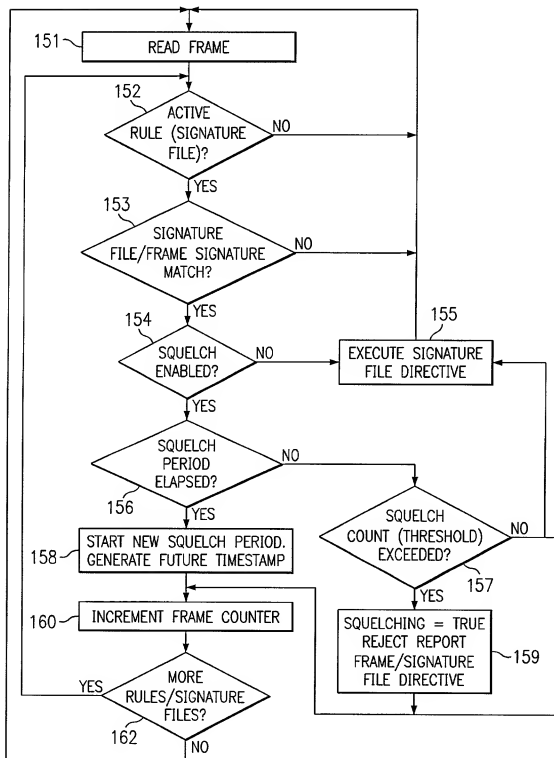 151
READ FRAME
152
ACTIVE
RULE (SIGNATURE
FILE)?
NO
YES
153
SIGNATURE
FILE/FRAME SIGNATURE
MATCH?
NO
YES
154
SQUELCH
ENABLED?
NO
155
EXECUTE SIGNATURE
FILE DIRECTIVE
YES
SQUELCH
PERIOD
ELAPSED?
NO
156
YES
SQUELCH
COUNT (THRESHOLD)
EXCEEDED?
NO
157
YES
158
START NEW SQUELCH PERIOD.
GENERATE FUTURE TIMESTAMP
160
INCREMENT FRAME COUNTER
SQUELCHING = TRUE
REJECT REPORT
FRAME/SIGNATURE
FILE DIRECTIVE
159
YES
MORE
RULES/SIGNATURE
FILES?
162
NO